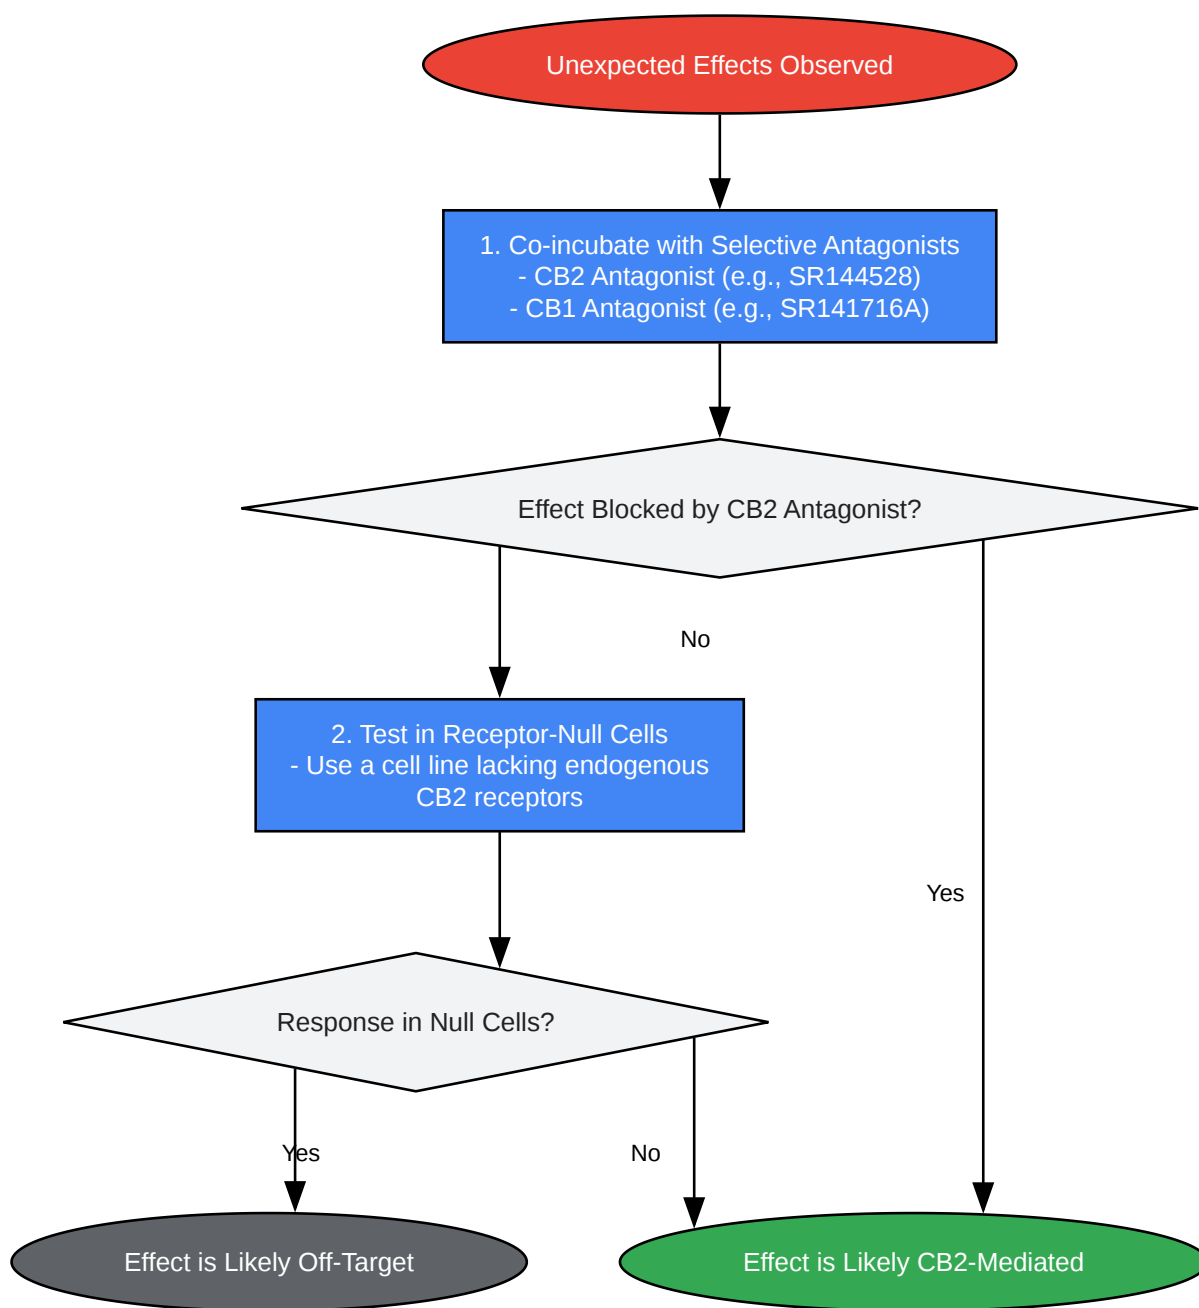 Unexpected Effects Observed
1. Co-incubate with Selective Antagonists
- CB2 Antagonist (e.g., SR144528)
- CB1 Antagonist (e.g., SR141716A)
Effect Blocked by CB2 Antagonist?
No
2. Test in Receptor-Null Cells
- Use a cell line lacking endogenous
CB2 receptors
Yes
Response in Null Cells?
Yes
No
Effect is Likely Off-Target
Effect is Likely CB2-Mediated